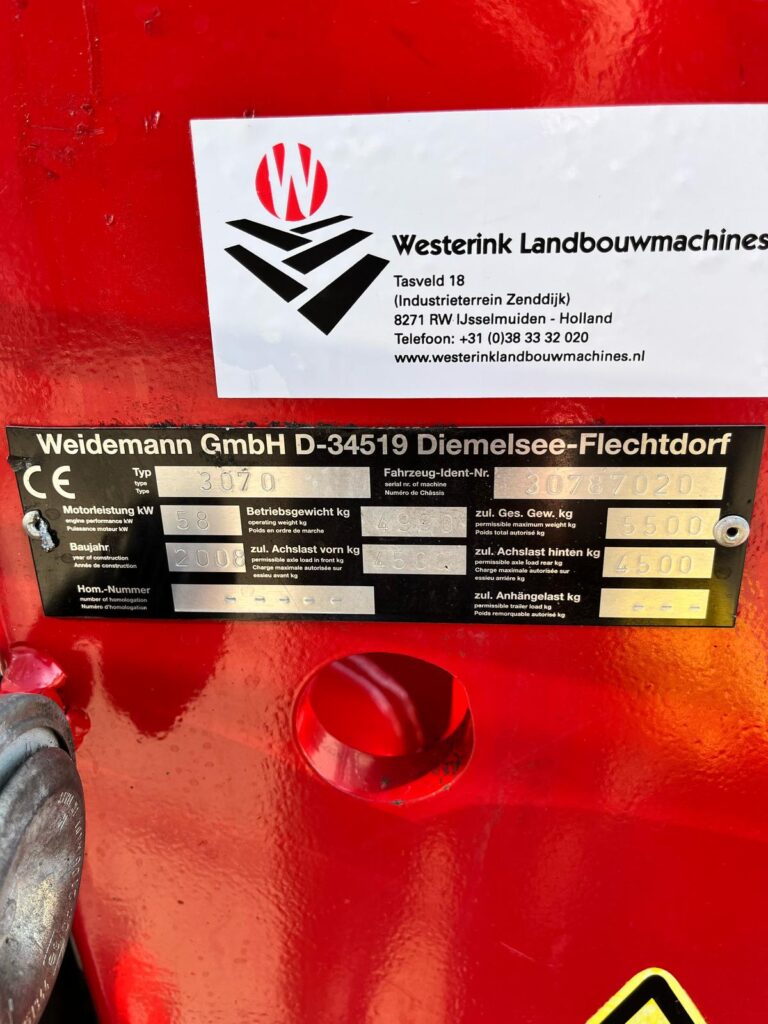 W
Westerink Landbouwmachines
Tasveld 18
(Industrieterrein Zenddijk)
8271 RW IJsselmuiden - Holland
Telefoon: +31 (0)38 33 32 020
www.westerinklandbouwmachines.nl
Weidemann GmbH D-34519 Diemelsee-Flechtdorf
CE
Typ 3070 Fahrzeug-Ident-Nr. 30787020
type serial nr. of machine
Type Numéro de Châssis
Motorleistung kW 58 Betriebsgewicht kg zul. Ges. Gew. kg 5500
engine performance kW operating weight kg permissible maximum weight kg
Puissance moteur kW Poids en ordre de marche Poids total autorisé kg
Baujahr 2008 zul. Achslast vorn kg zul. Achslast hinten kg 4500
year of construction permissible axle load in front kg permissible axle load rear kg
Année de construction Charge maximale autorisée sur Charge maximale autorisée sur
essieu avant kg essieu arrière kg
Hom.-Nummer - - - - - zul. Anhängelast kg - - -
number of homologation permissible trailer load kg
Numéro d'homologation Poids remorquable autorisé kg